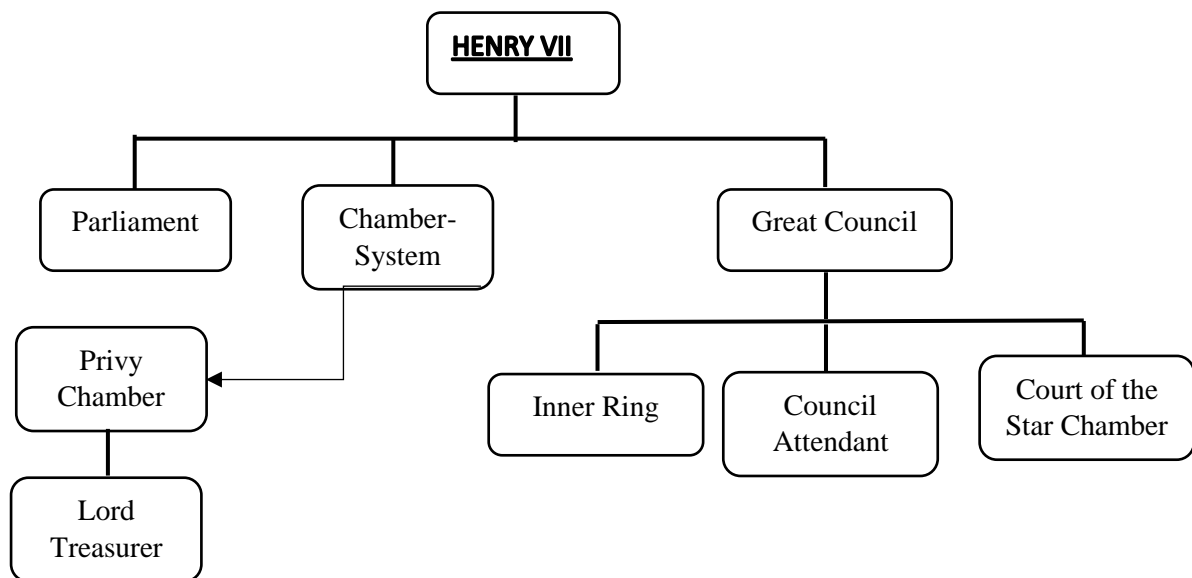 HENRY VII
Parliament
Chamber-
System
Great Council
Privy
Chamber
Inner Ring
Council
Attendant
Court of the
Star Chamber
Lord
Treasurer